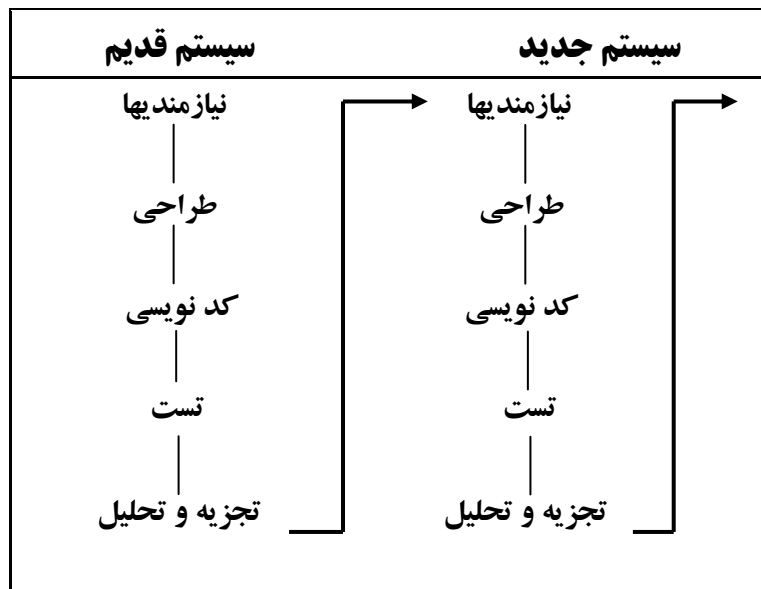 سیستم قدیم
سیستم جدید
نیازمندیها
طراحی
کد نویسی
تست
تجزیه و تحلیل
نیازمندیها
طراحی
کد نویسی
تست
تجزیه و تحلیل